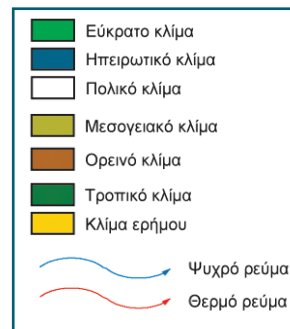 Εύκρατο κλίμα
Ηπειρωτικό κλίμα
Πολικό κλίμα
Μεσογειακό κλίμα
Ορεινό κλίμα
Τροπικό κλίμα
Κλίμα ερήμου
Ψυχρό ρεύμα
Θερμό ρεύμα